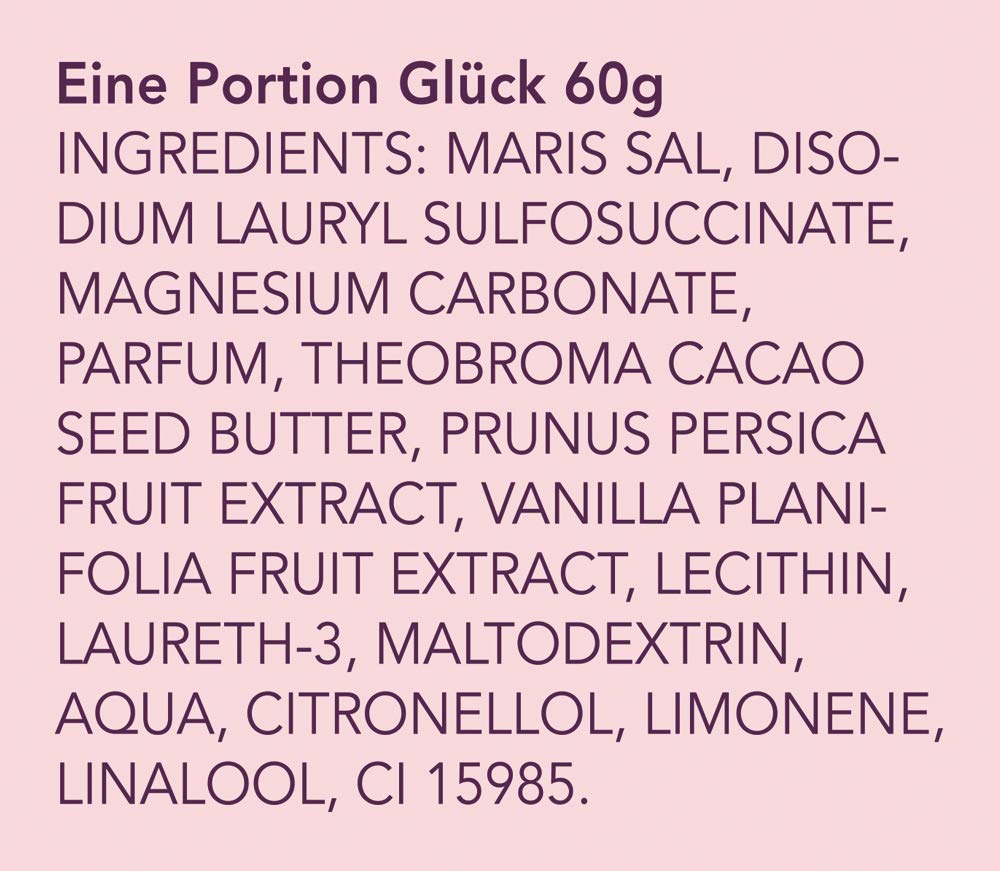 Eine Portion Glück 60g
INGREDIENTS: MARIS SAL, DISO-
DIUM LAURYL SULFOSUCCINATE,
MAGNESIUM CARBONATE,
PARFUM, THEOBROMA CACAO
SEED BUTTER, PRUNUS PERSICA
FRUIT EXTRACT, VANILLA PLANI-
FOLIA FRUIT EXTRACT, LECITHIN,
LAURETH-3, MALTODEXTRIN,
AQUA, CITRONELLOL, LIMONENE,
LINALOOL, CI 15985.